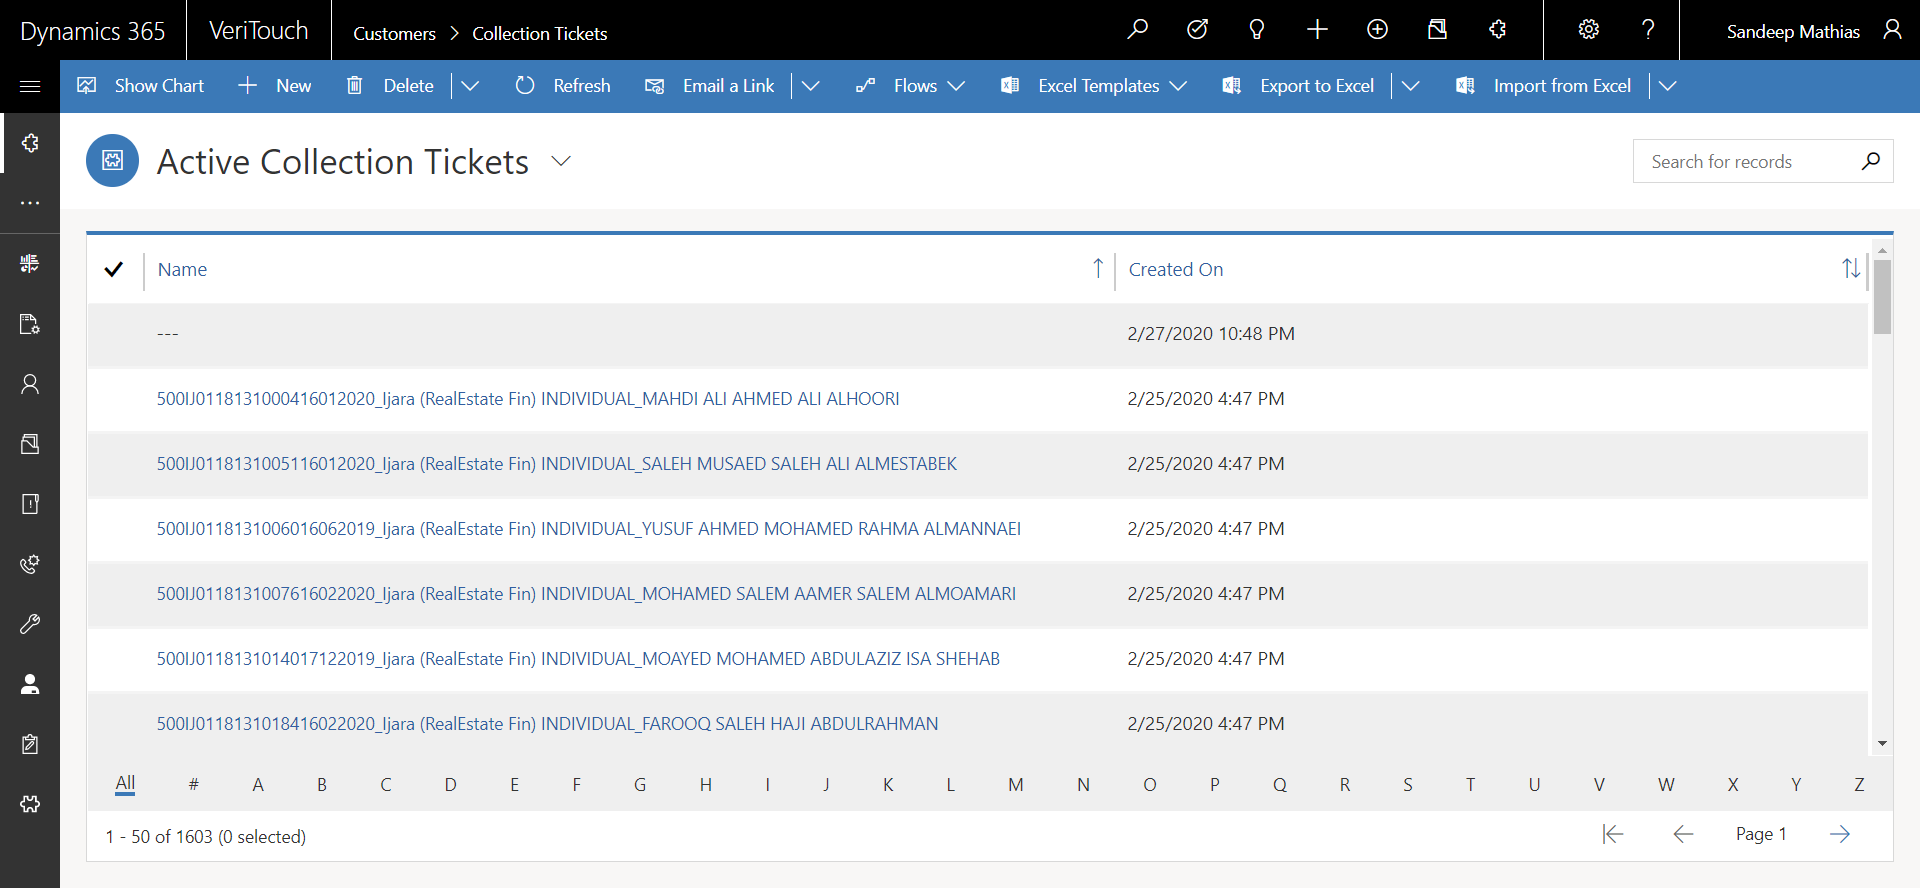 Dynamics 365 VeriTouch Customers > Collection Tickets ? Sandeep Mathias
Show Chart New Delete Refresh Email a Link Flows Excel Templates Export to Excel Import from Excel
Active Collection Tickets Search for records
Name Created On
--- 2/27/2020 10:48 PM
500IJ0118131000416012020_Ijara (RealEstate Fin) INDIVIDUAL_MAHDI ALI AHMED ALI ALHOORI 2/25/2020 4:47 PM
500IJ0118131005116012020_Ijara (RealEstate Fin) INDIVIDUAL_SALEH MUSAED SALEH ALI ALMESTABEK 2/25/2020 4:47 PM
500IJ0118131006016062019_Ijara (RealEstate Fin) INDIVIDUAL_YUSUF AHMED MOHAMED RAHMA ALMANNAEI 2/25/2020 4:47 PM
500IJ0118131007616022020_Ijara (RealEstate Fin) INDIVIDUAL_MOHAMED SALEM AAMER SALEM ALMOAMARI 2/25/2020 4:47 PM
500IJ0118131014017122019_Ijara (RealEstate Fin) INDIVIDUAL_MOAYED MOHAMED ABDULAZIZ ISA SHEHAB 2/25/2020 4:47 PM
500IJ0118131018416022020_Ijara (RealEstate Fin) INDIVIDUAL_FAROOQ SALEH HAJI ABDULRAHMAN 2/25/2020 4:47 PM
All # A B C D E F G H I J K L M N O P Q R S T U V W X Y Z
1 - 50 of 1603 (0 selected) Page 1